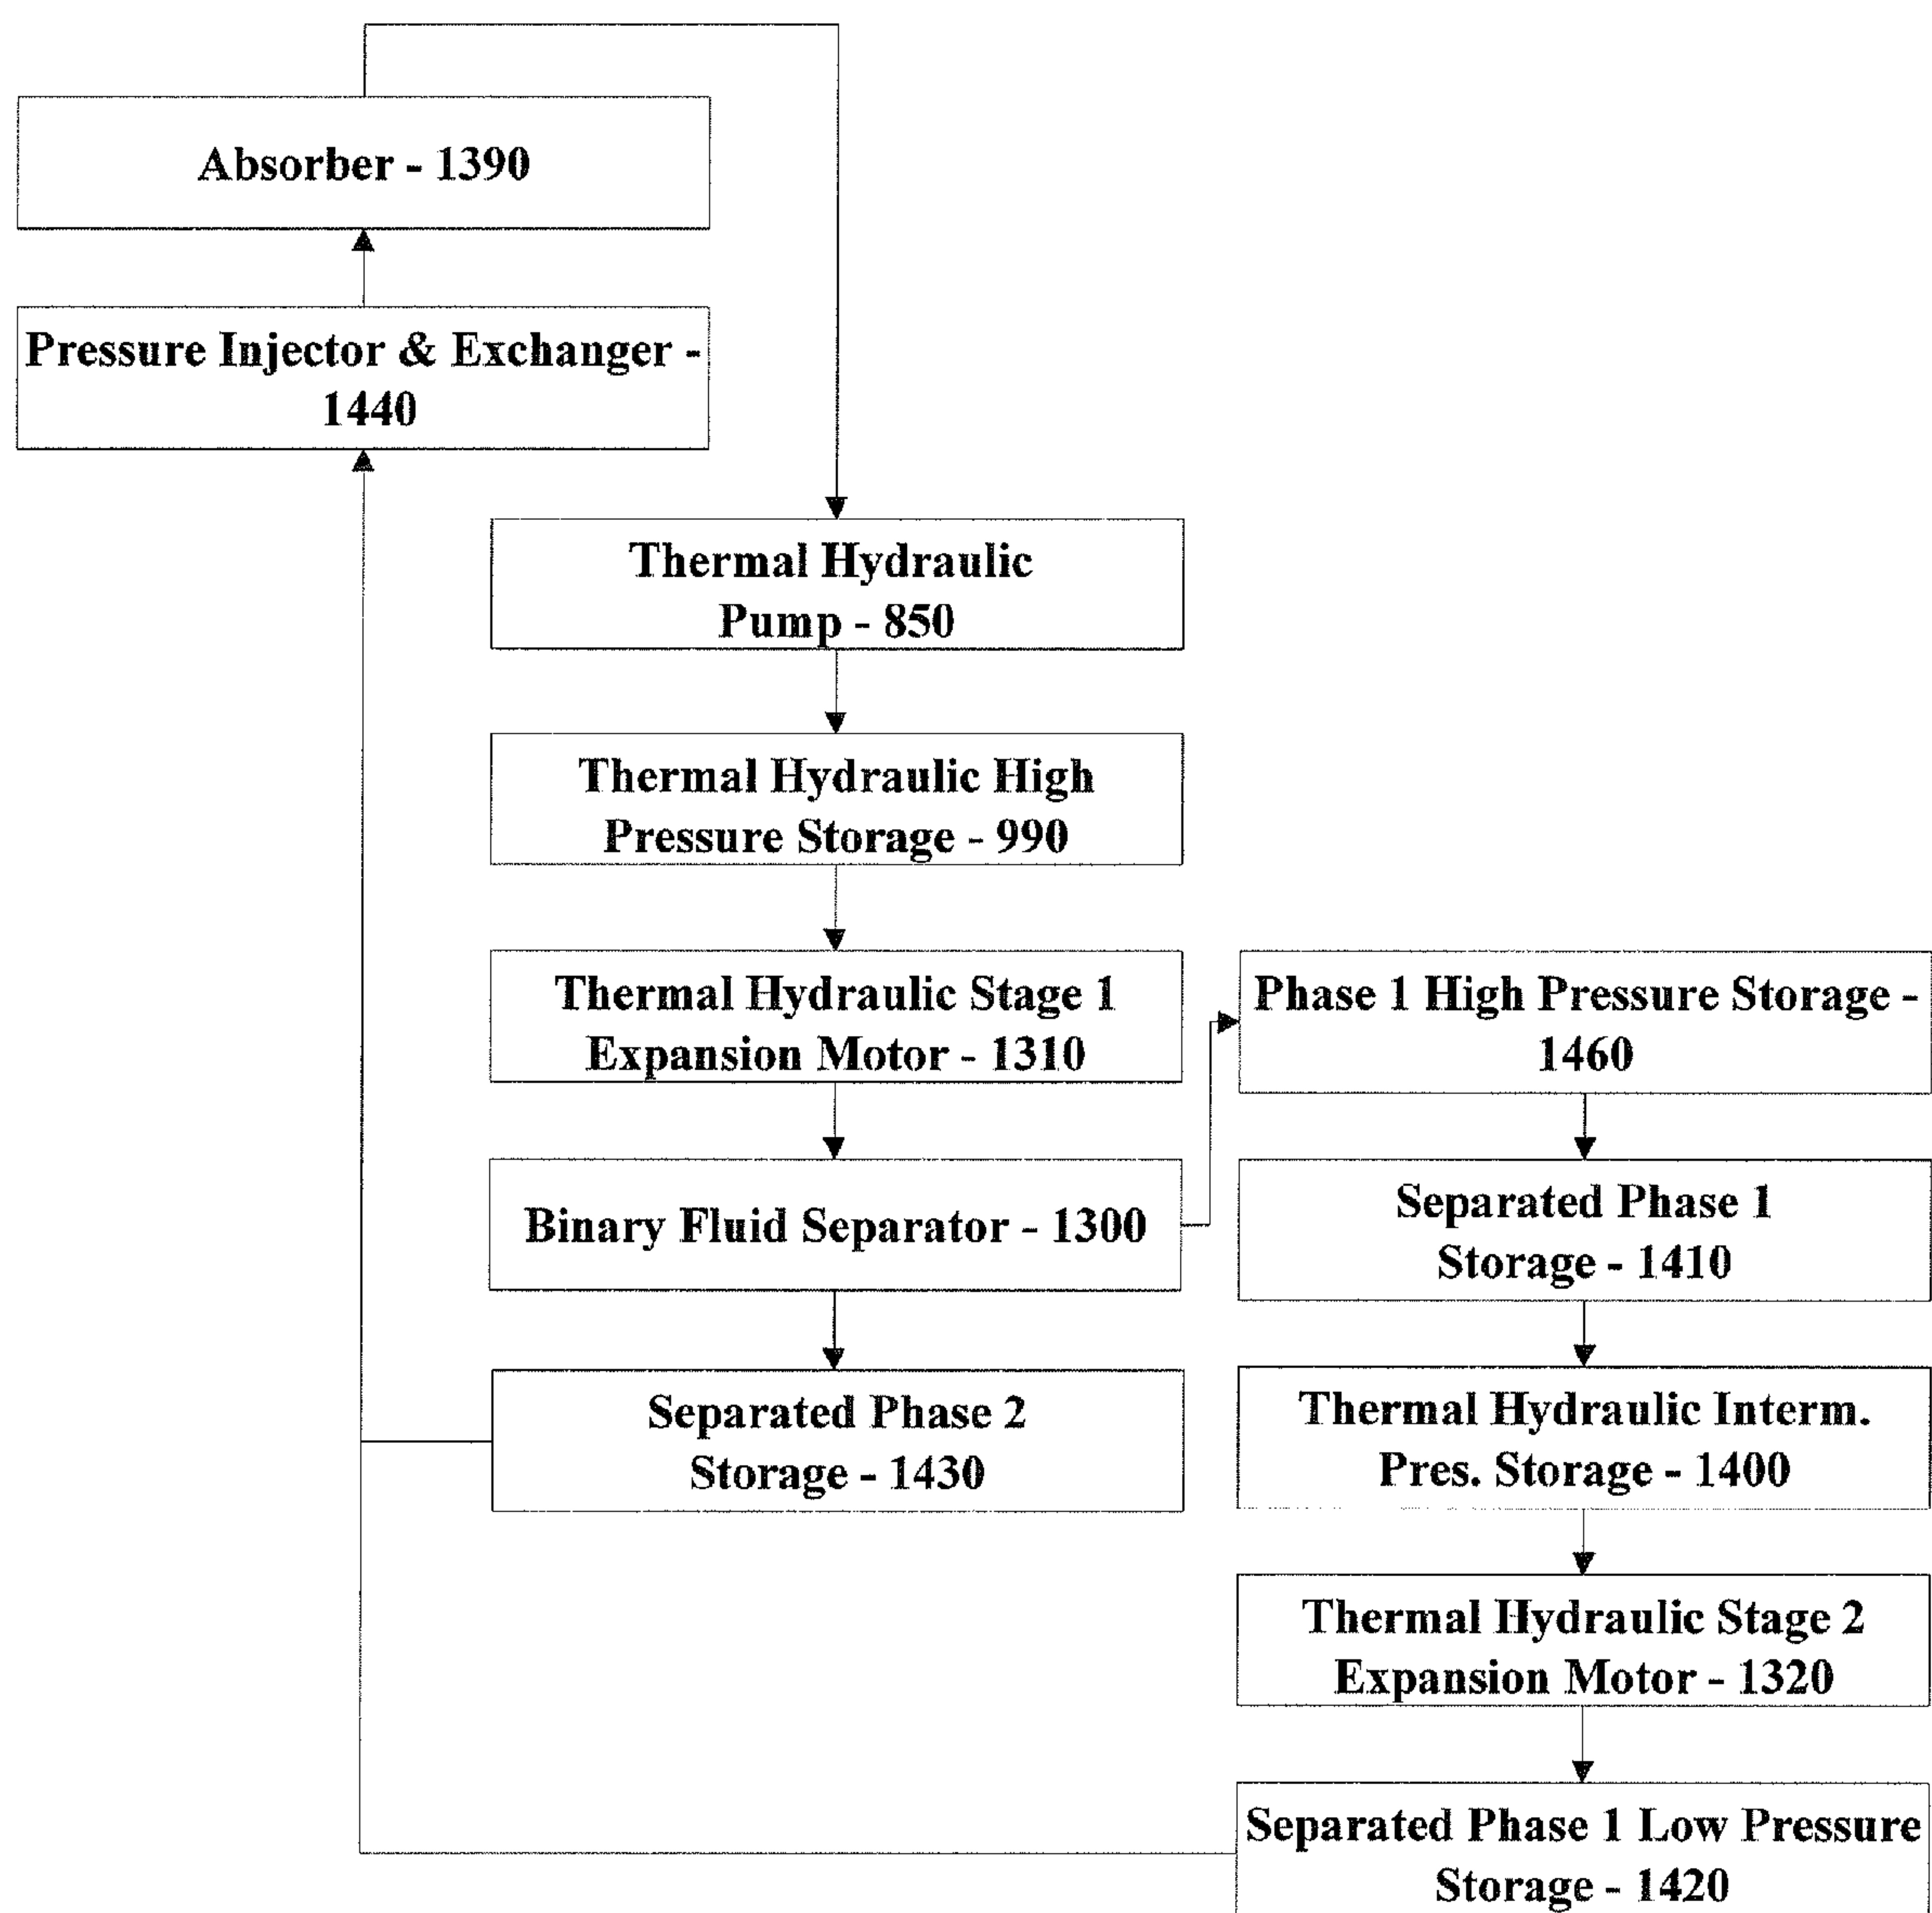 Absorber - 1390
Pressure Injector & Exchanger -
1440
Thermal Hydraulic
Pump - 850
Thermal Hydraulic High
Pressure Storage - 990
Thermal Hydraulic Stage 1
Expansion Motor - 1310
Phase 1 High Pressure Storage -
1460
Binary Fluid Separator - 1300
Separated Phase 1
Storage - 1410
Separated Phase 2
Storage - 1430
Thermal Hydraulic Interm.
Pres. Storage - 1400
Thermal Hydraulic Stage 2
Expansion Motor - 1320
Separated Phase 1 Low Pressure
Storage - 1420